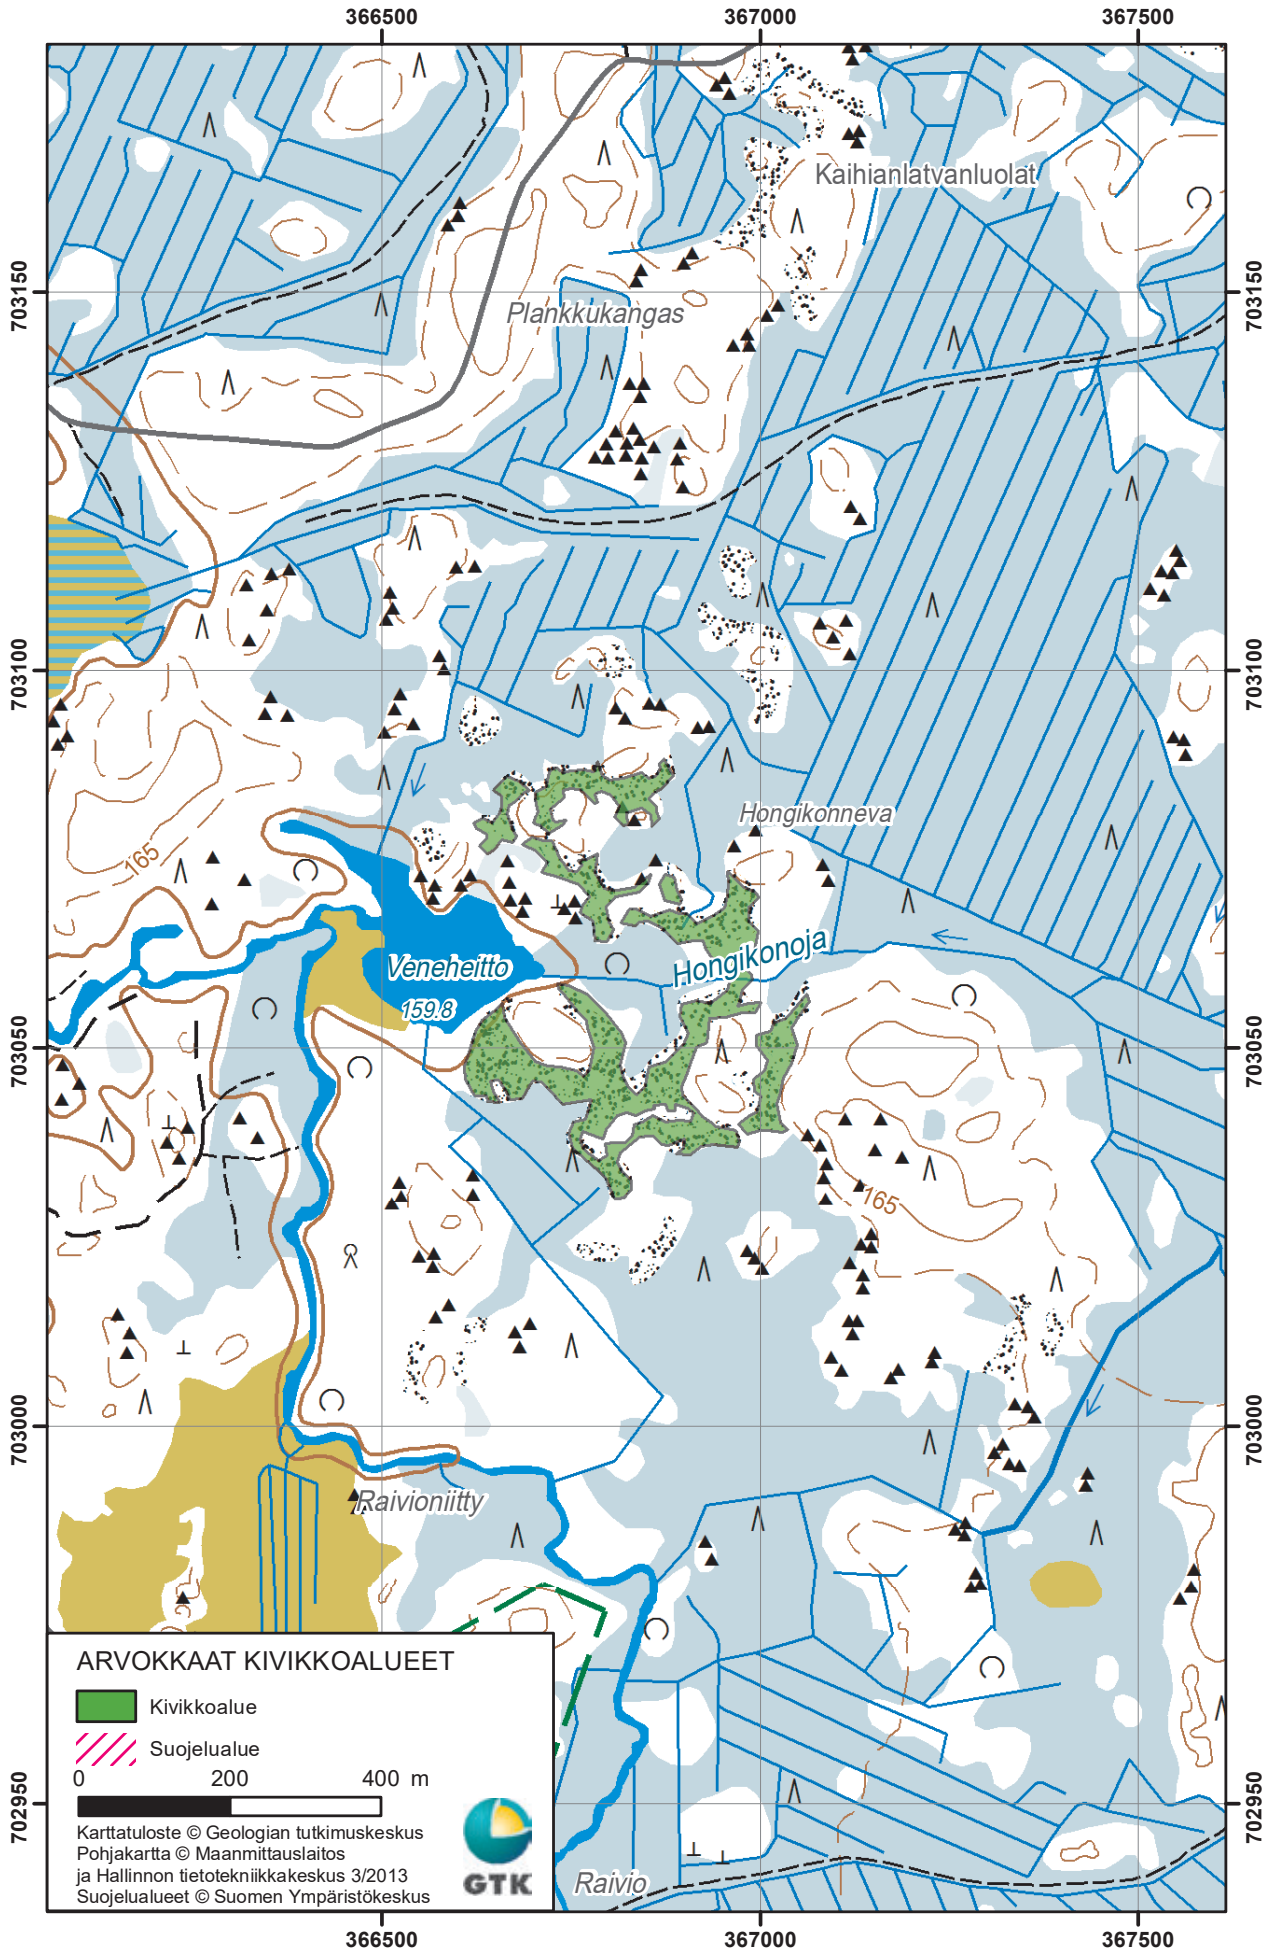 366500 367000 367500
Kaihianlatvanluolat
703150 703150
Plankkukangas
703100 703100
Hongikonneva
165
Hongikonoja
Veneheitto
159.8
703050 703050
165
703000 703000
Raivioniitty
ARVOKKAAT KIVIKKOALUEET
Kivikkoalue
Suojelualue
0 200 400 m
702950 702950
Karttatuloste © Geologian tutkimuskeskus
Pohjakartta © Maanmittauslaitos
ja Hallinnon tietotekniikkakeskus 3/2013
Suojelualueet © Suomen Ympäristökeskus
GTK
Raivio
366500 367000 367500